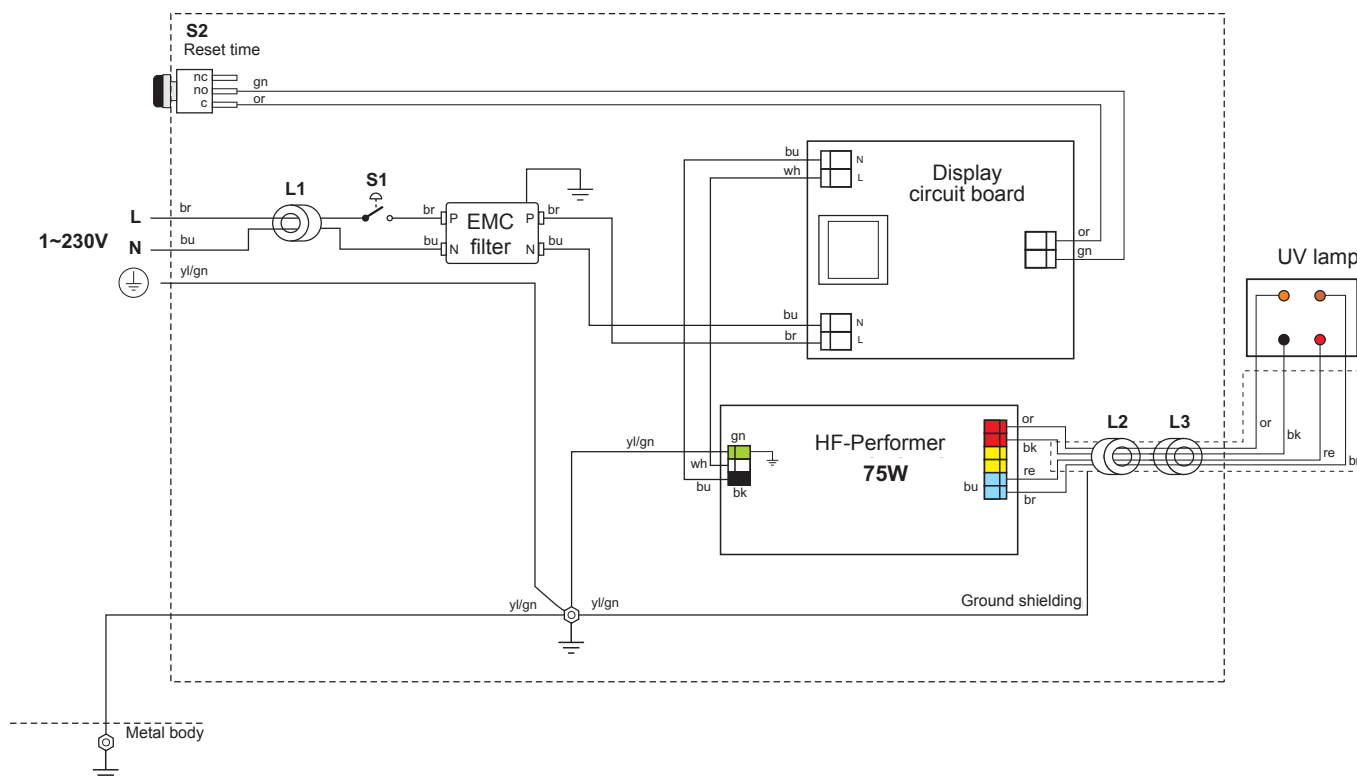 S2
Reset time
nc
no
c
gn
or
L1
S1
L
br
1~230V
N
bu
yl/gn
br
P
EMC
filter
P
br
bu
N
N
bu
bu
N
wh
L
Display
circuit board
or
gn
bu
N
br
L
UV lamp
yl/gn
gn
wh
bu
bk
HF-Performer
75W
or
bk
re
bu
br
L2
L3
or
bk
re
br
yl/gn
yl/gn
Ground shielding
Metal body